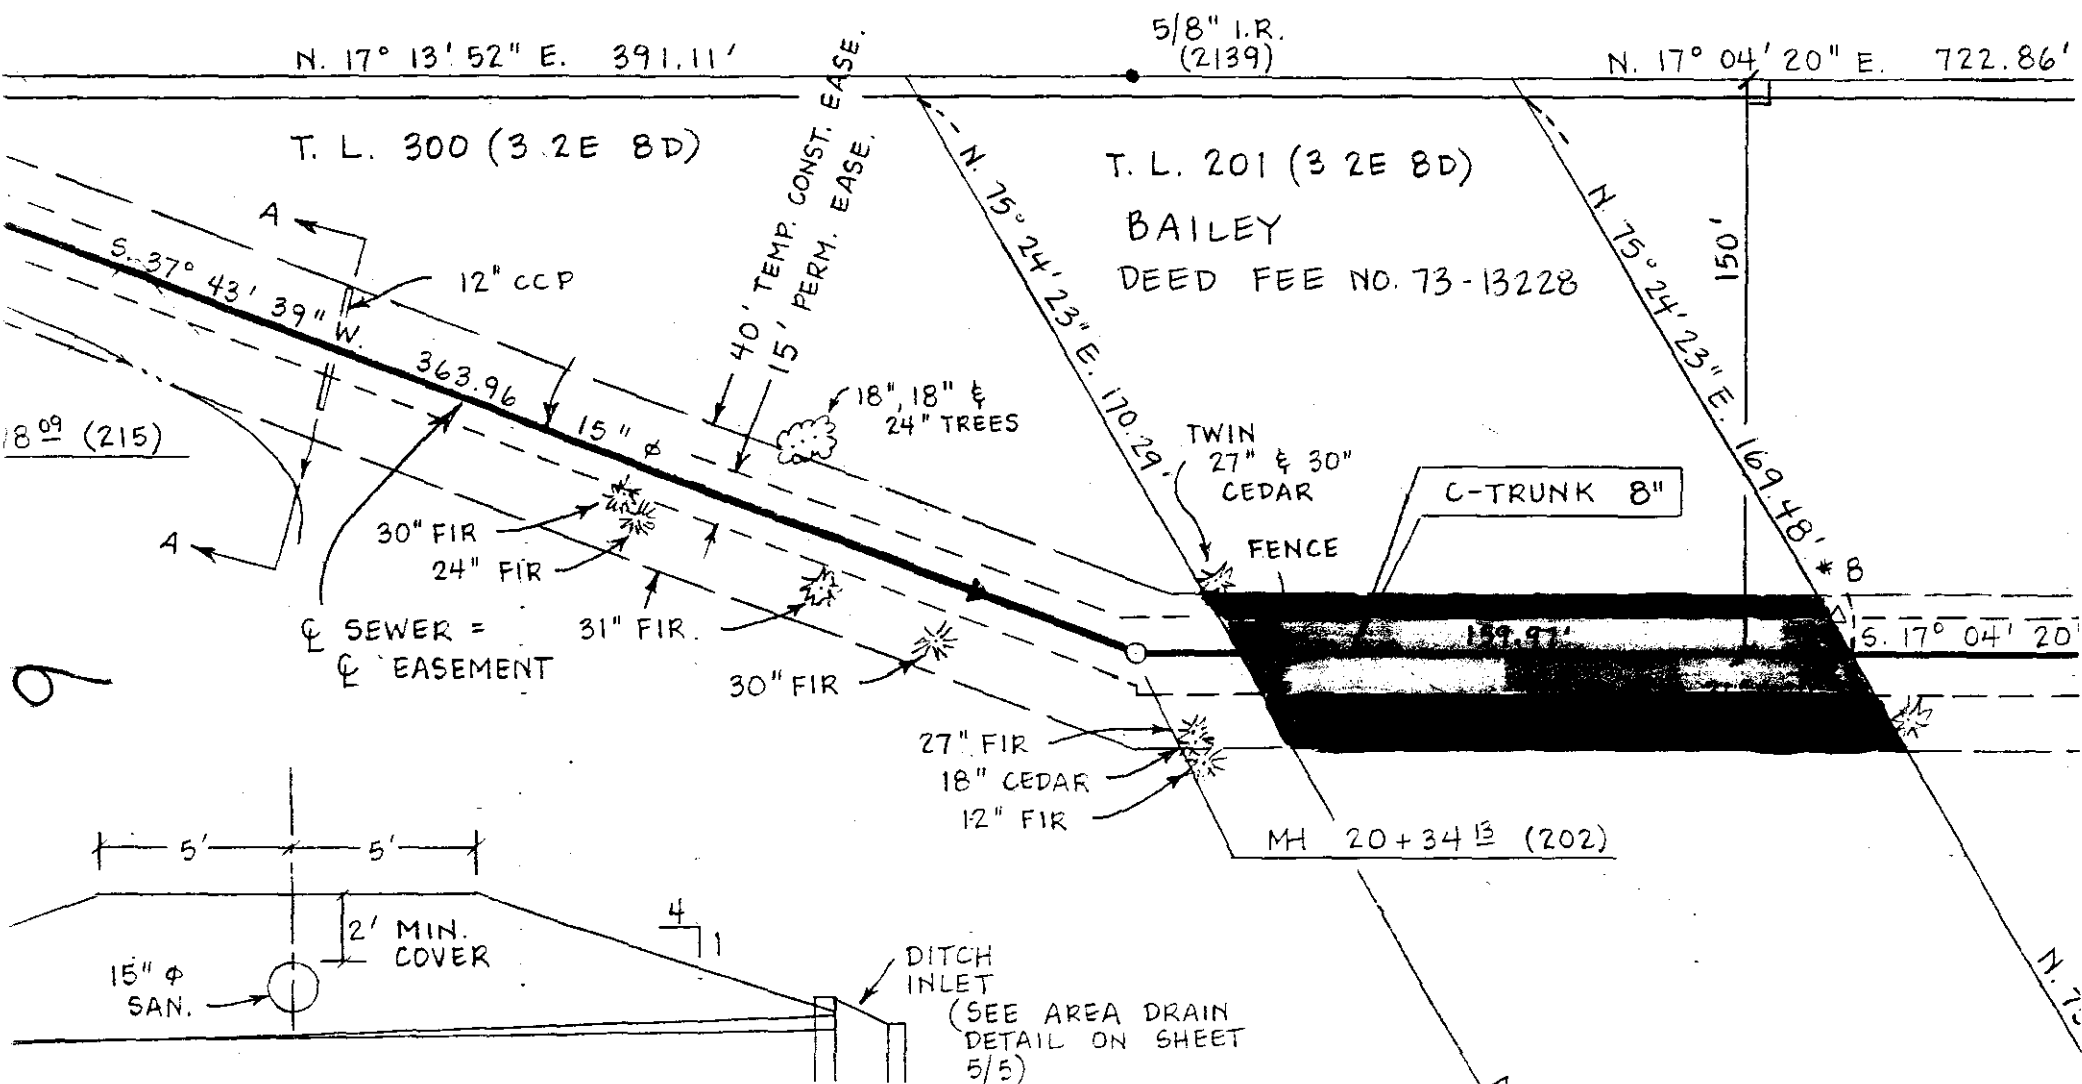 N. 17° 13' 52" E. 391.11'
5/8" I.R.
(2139)
N. 17° 04' 20" E. 722.86'
T. L. 300 (3 2E 8D)
40' TEMP. CONST. EASE.
15' PERM. EASE.
N. 75° 24' 23" E. 170.29'
T. L. 201 (3 2E 8D)
BAILEY
DEED FEE NO. 73-13228
N. 75° 24' 23" E. 169.48'
150'
A
12" CCP
S. 37° 43' 39" W. 363.96
15" ⌀
18", 18" &
24" TREES
18 09 (215)
A
30" FIR
24" FIR
31" FIR.
30" FIR
℄ SEWER =
℄ EASEMENT
TWIN
27" & 30"
CEDAR
FENCE
C-TRUNK 8"
* 8
159.97'
S. 17° 04' 20"
27" FIR
18" CEDAR
12" FIR
MH 20+34 13 (202)
5' 5'
2' MIN.
COVER
15" ⌀
SAN.
4
1
DITCH
INLET
(SEE AREA DRAIN
DETAIL ON SHEET
5/5)